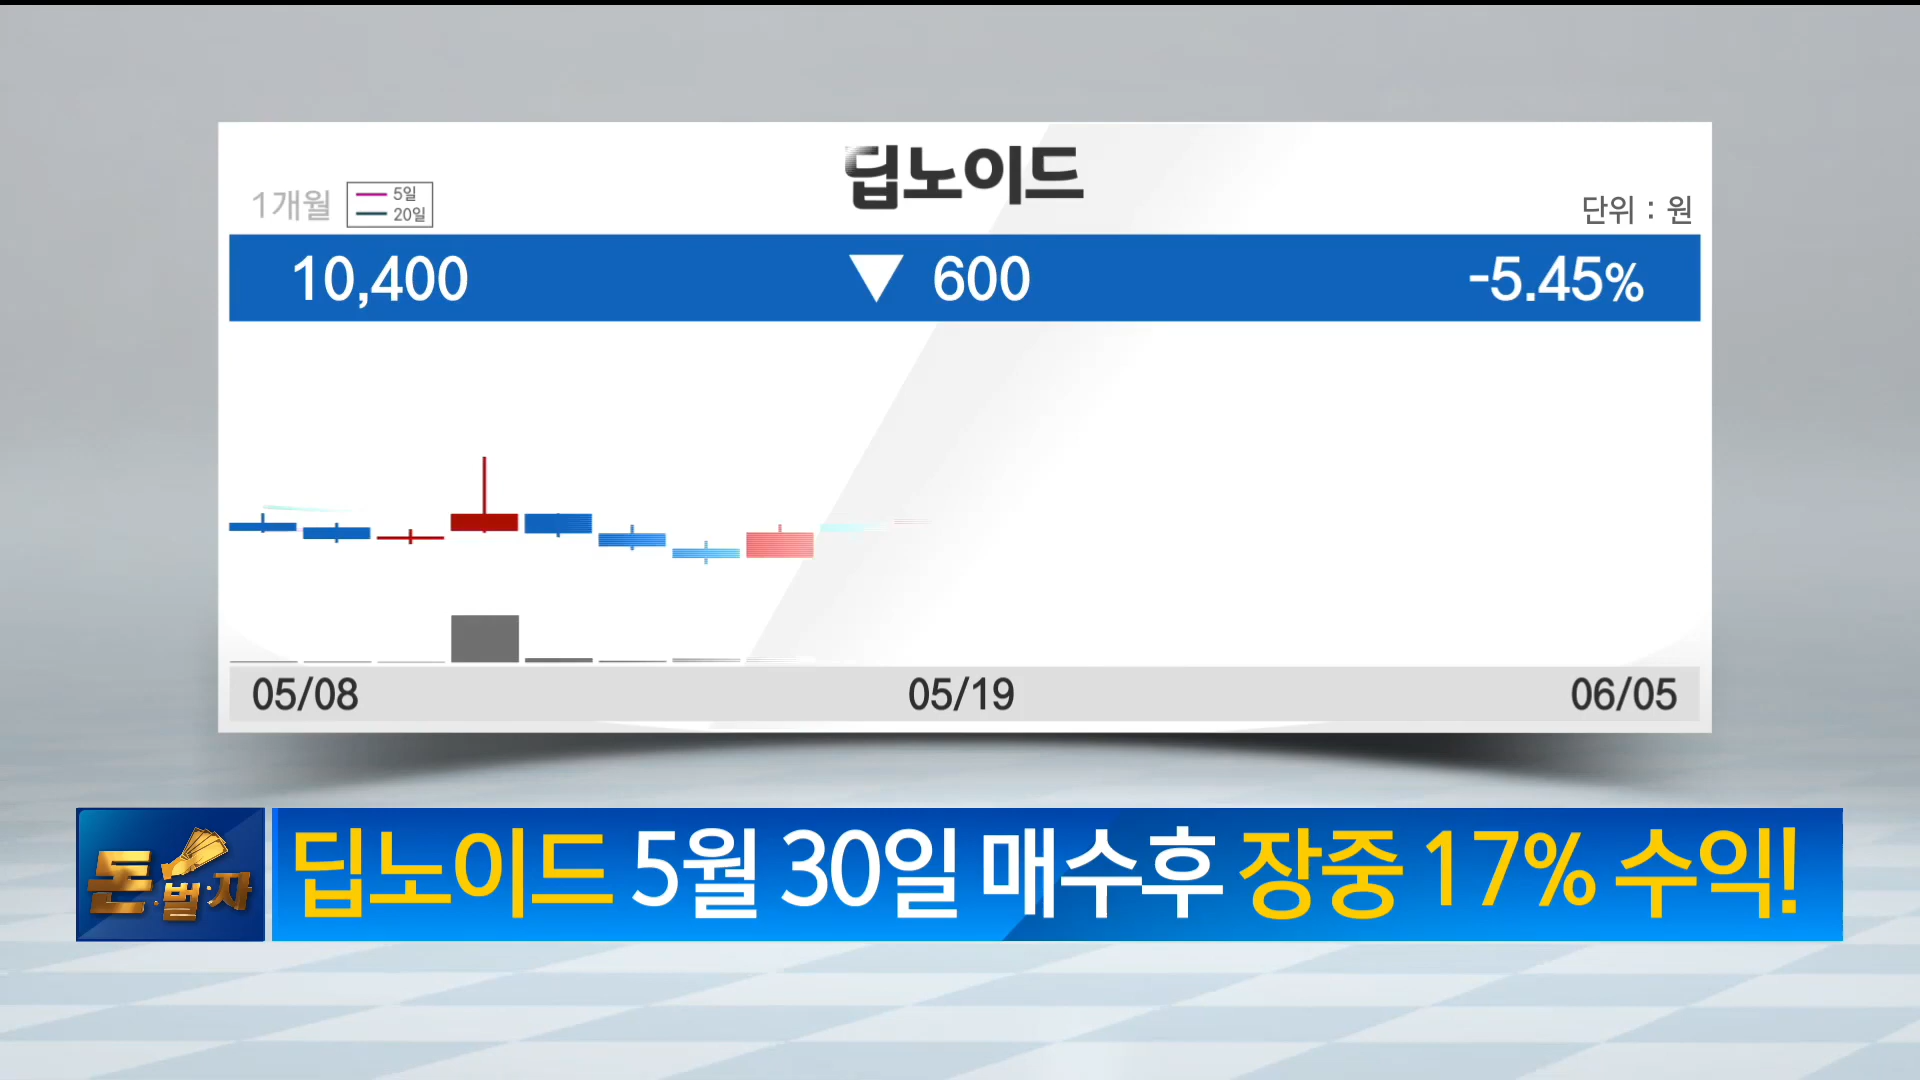 딥노이드
1개월
5일
20일
단위 : 원
10,400 ▼ 600 -5.45%
05/08 05/19 06/05
돈.벌.자
딥노이드 5월 30일 매수후 장중 17% 수익!